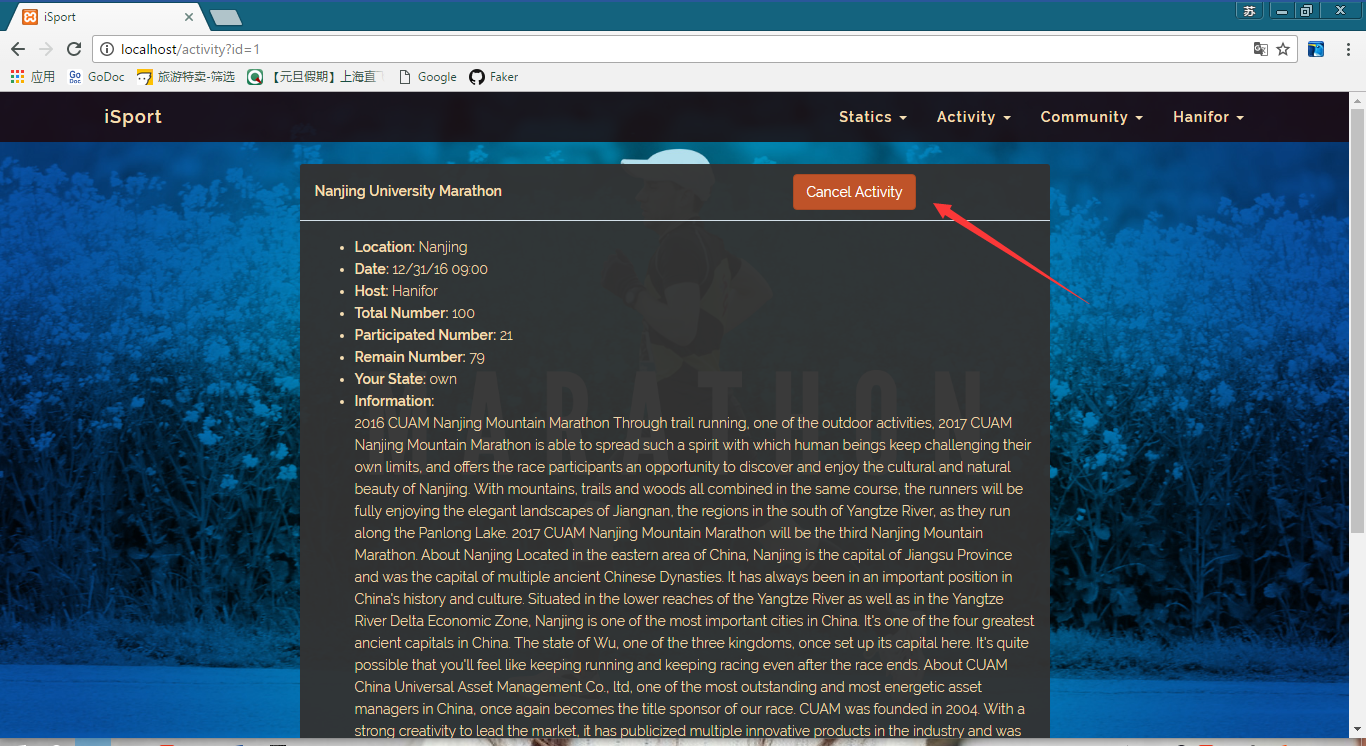 iSport
苏
localhost/activity?id=1
应用 GoDoc 旅游特卖-筛选 【元旦假期】上海直 Google Faker
iSport Statics Activity Community Hanifor
Nanjing University Marathon Cancel Activity
Location: Nanjing
Date: 12/31/16 09:00
Host: Hanifor
Total Number: 100
Participated Number: 21
Remain Number: 79
Your State: own
Information:
2016 CUAM Nanjing Mountain Marathon Through trail running, one of the outdoor activities, 2017 CUAM
Nanjing Mountain Marathon is able to spread such a spirit with which human beings keep challenging their
own limits, and offers the race participants an opportunity to discover and enjoy the cultural and natural
beauty of Nanjing. With mountains, trails and woods all combined in the same course, the runners will be
fully enjoying the elegant landscapes of Jiangnan, the regions in the south of Yangtze River, as they run
along the Panlong Lake. 2017 CUAM Nanjing Mountain Marathon will be the third Nanjing Mountain
Marathon. About Nanjing Located in the eastern area of China, Nanjing is the capital of Jiangsu Province
and was the capital of multiple ancient Chinese Dynasties. It has always been in an important position in
China's history and culture. Situated in the lower reaches of the Yangtze River as well as in the Yangtze
River Delta Economic Zone, Nanjing is one of the most important cities in China. It's one of the four greatest
ancient capitals in China. The state of Wu, one of the three kingdoms, once set up its capital here. It's quite
possible that you'll feel like keeping running and keeping racing even after the race ends. About CUAM
China Universal Asset Management Co., ltd, one of the most outstanding and most energetic asset
managers in China, once again becomes the title sponsor of our race. CUAM was founded in 2004. With a
strong creativity to lead the market, it has publicized multiple innovative products in the industry and was
MARATHON